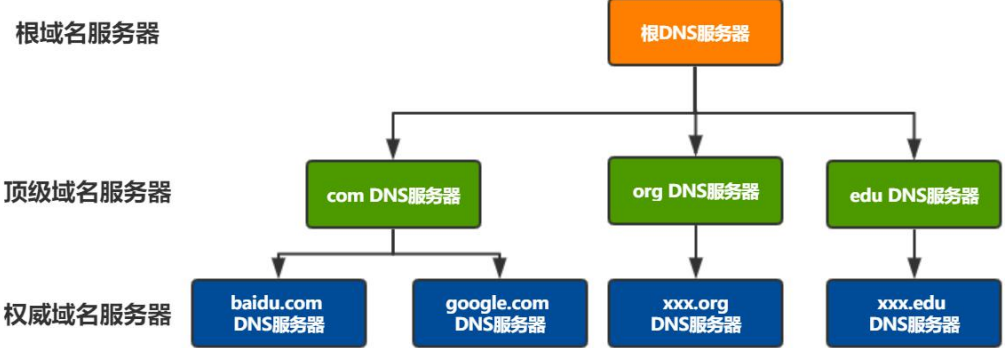 根域名服务器
根DNS服务器
顶级域名服务器
com DNS服务器
org DNS服务器
edu DNS服务器
权威域名服务器
baidu.com
DNS服务器
google.com
DNS服务器
xxx.org
DNS服务器
xxx.edu
DNS服务器